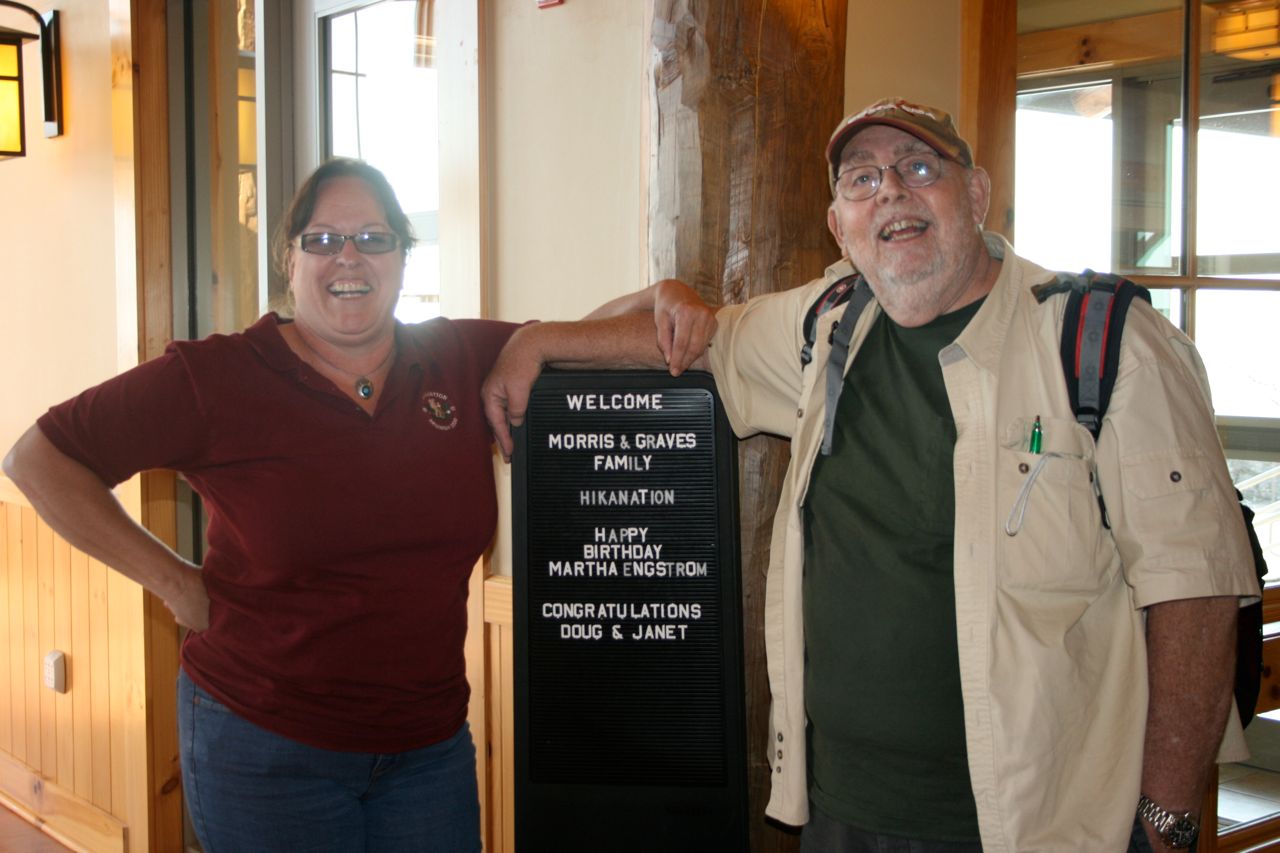 WELCOME
MORRIS & GRAVES
FAMILY
HIKANATION
HAPPY
BIRTHDAY
MARTHA ENGSTROM
CONGRATULATIONS
DOUG & JANET